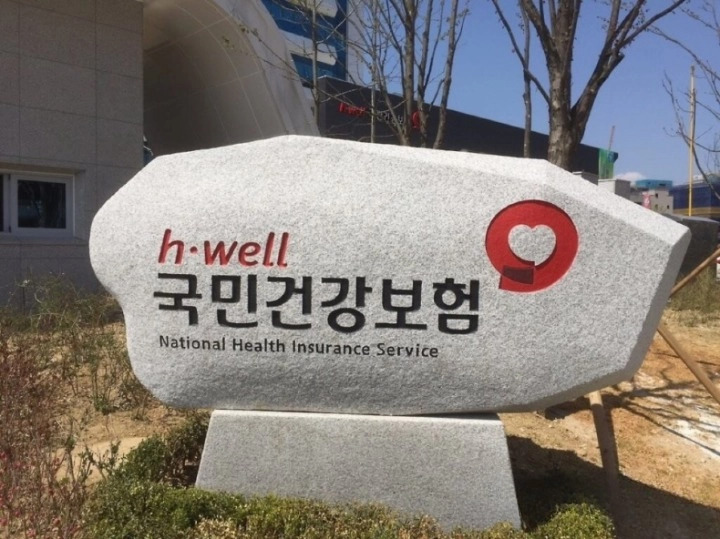 h·well
국민건강보험
National Health Insurance Service